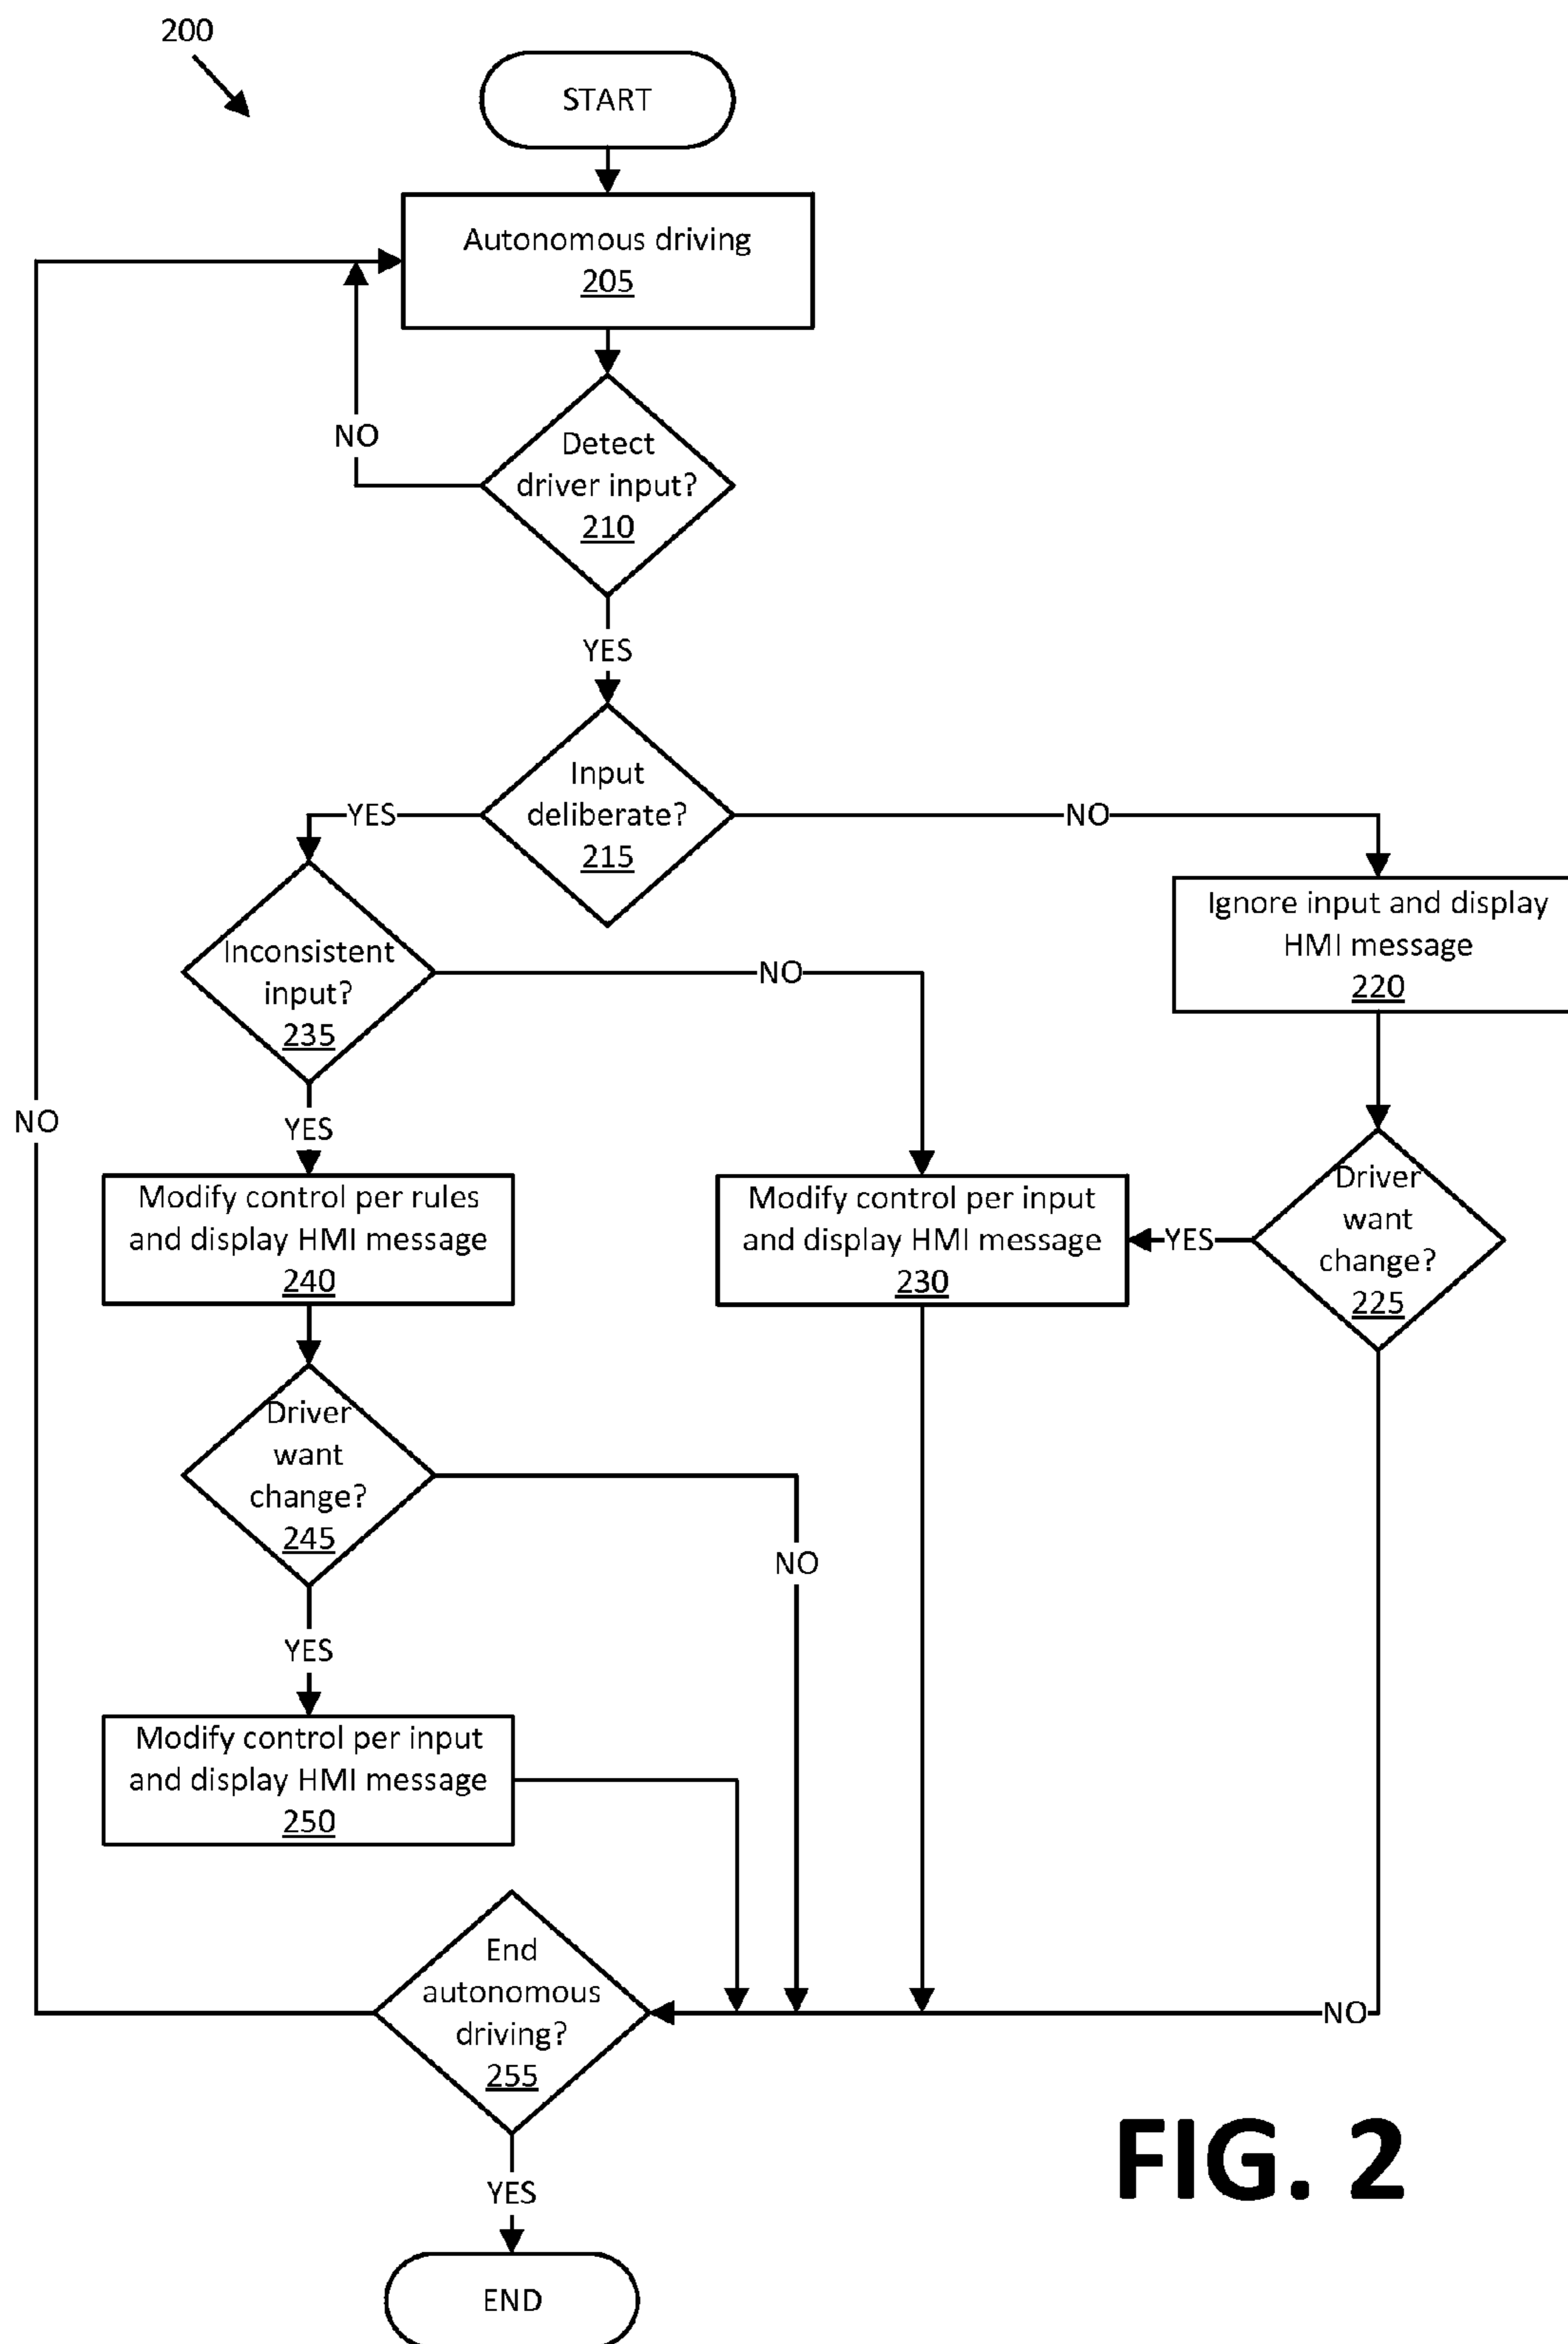 200
START
Autonomous driving
205
NO
Detect
driver input?
210
YES
Input
deliberate?
215
YES
NO
Ignore input and display
HMI message
220
Inconsistent
input?
235
NO
NO
YES
Driver
want
change?
225
YES
Modify control per rules
and display HMI message
240
Modify control per input
and display HMI message
230
Driver
want
change?
245
NO
YES
Modify control per input
and display HMI message
250
End
autonomous
driving?
255
NO
YES
END
FIG. 2